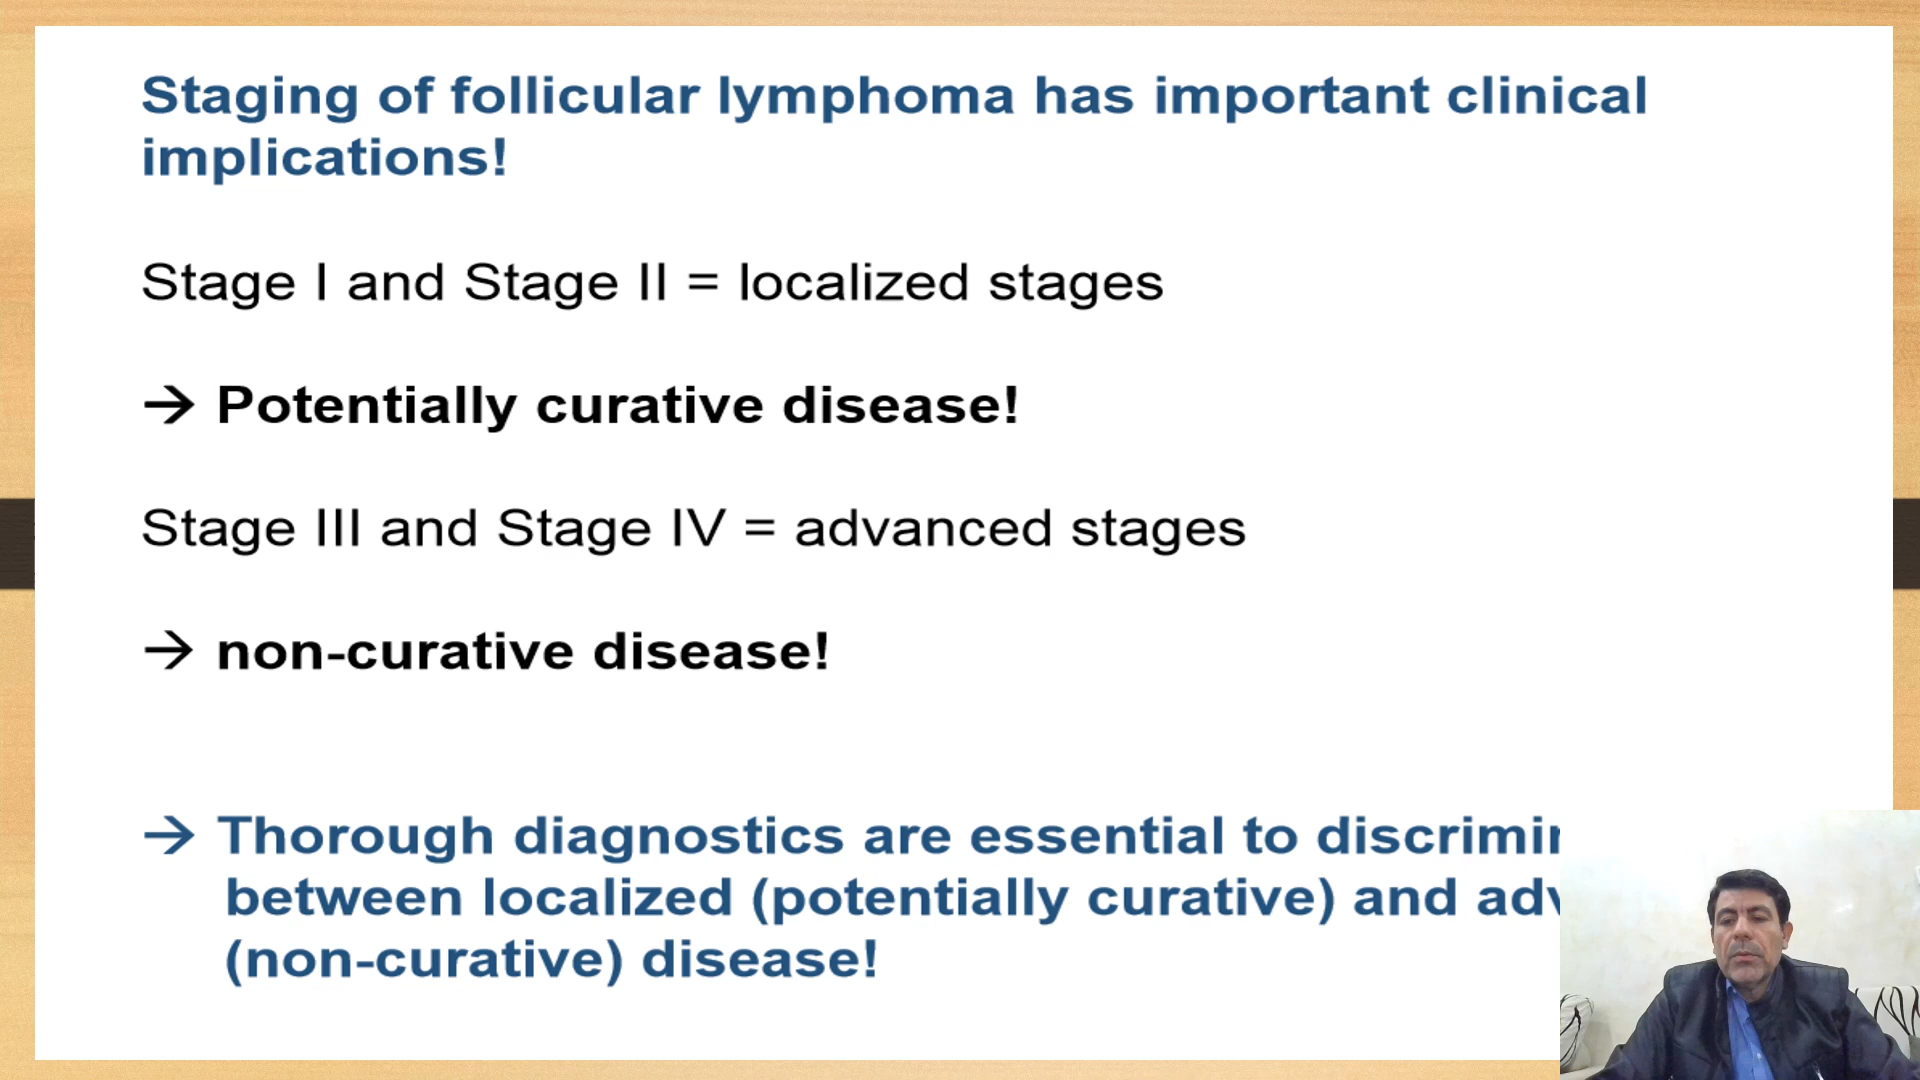 Staging of follicular lymphoma has important clinical
implications!
Stage I and Stage II = localized stages
→ Potentially curative disease!
Stage III and Stage IV = advanced stages
→ non-curative disease!
→ Thorough diagnostics are essential to
between localized (potentially curative) and
(non-curative) disease!